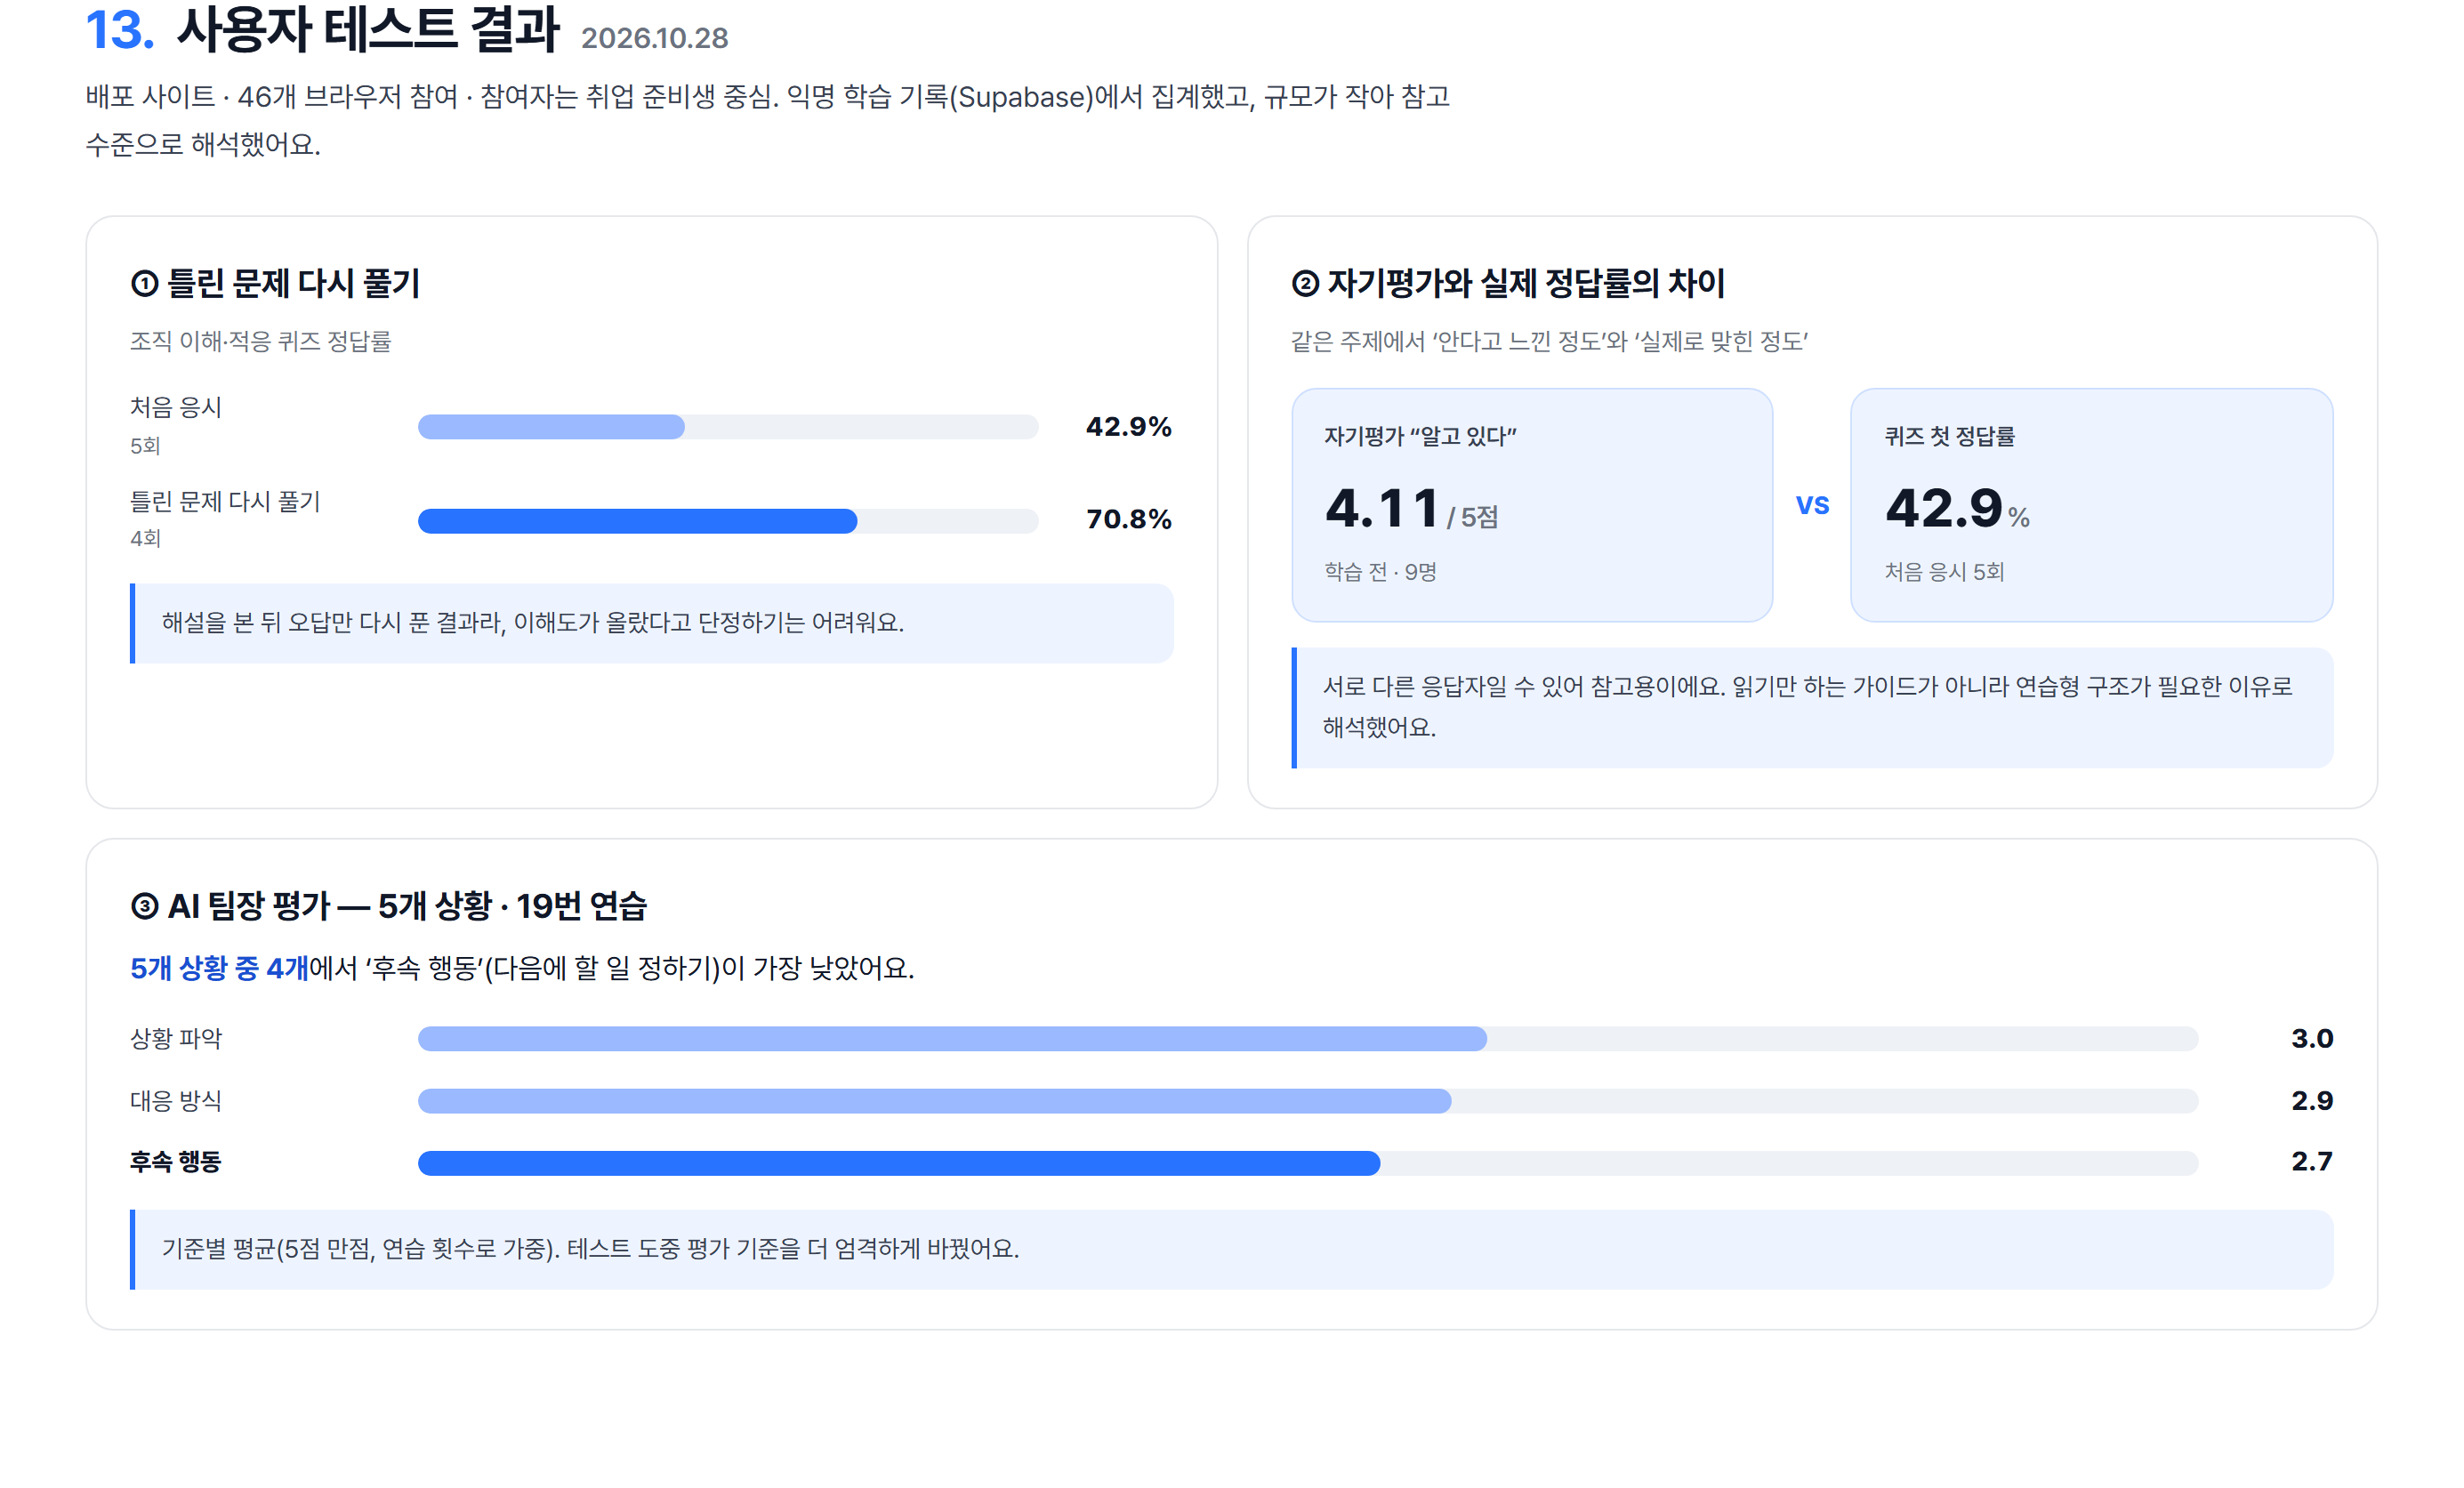 13. 사용자 테스트 결과 2026.10.28
배포 사이트 · 46개 브라우저 참여 · 참여자는 취업 준비생 중심. 익명 학습 기록(Supabase)에서 집계했고, 규모가 작아 참고
수준으로 해석했어요.
① 틀린 문제 다시 풀기
조직 이해·적응 퀴즈 정답률
처음 응시
5회
42.9%
틀린 문제 다시 풀기
4회
70.8%
해설을 본 뒤 오답만 다시 푼 결과라, 이해도가 올랐다고 단정하기는 어려워요.
② 자기평가와 실제 정답률의 차이
같은 주제에서 ‘안다고 느낀 정도’와 ‘실제로 맞힌 정도’
자기평가 “알고 있다”
4.11 / 5점
학습 전 · 9명
VS
퀴즈 첫 정답률
42.9%
처음 응시 5회
서로 다른 응답자일 수 있어 참고용이에요. 읽기만 하는 가이드가 아니라 연습형 구조가 필요한 이유로
해석했어요.
③ AI 팀장 평가 — 5개 상황 · 19번 연습
5개 상황 중 4개에서 ‘후속 행동’(다음에 할 일 정하기)이 가장 낮았어요.
상황 파악 3.0
대응 방식 2.9
후속 행동 2.7
기준별 평균(5점 만점, 연습 횟수로 가중). 테스트 도중 평가 기준을 더 엄격하게 바꿨어요.